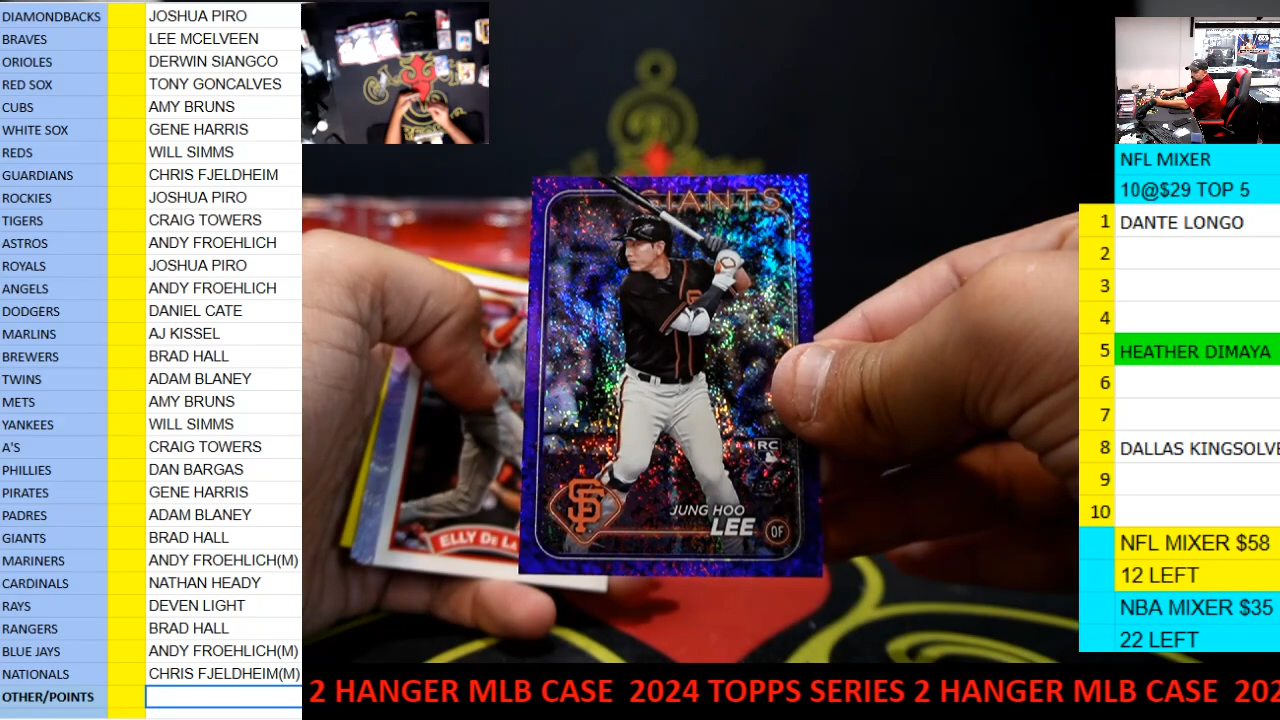 DIAMONDBACKS JOSHUA PIRO
BRAVES LEE MCELVEEN
ORIOLES DERWIN SIANGCO
RED SOX TONY GONCALVES
CUBS AMY BRUNS
WHITE SOX GENE HARRIS
REDS WILL SIMMS
GUARDIANS CHRIS FJELDHEIM
ROCKIES JOSHUA PIRO
TIGERS CRAIG TOWERS
ASTROS ANDY FROEHLICH
ROYALS JOSHUA PIRO
ANGELS ANDY FROEHLICH
DODGERS DANIEL CATE
MARLINS AJ KISSEL
BREWERS BRAD HALL
TWINS ADAM BLANEY
METS AMY BRUNS
YANKEES WILL SIMMS
A'S CRAIG TOWERS
PHILLIES DAN BARGAS
PIRATES GENE HARRIS
PADRES ADAM BLANEY
GIANTS BRAD HALL
MARINERS ANDY FROEHLICH(M)
CARDINALS NATHAN HEADY
RAYS DEVEN LIGHT
RANGERS BRAD HALL
BLUE JAYS ANDY FROEHLICH(M)
NATIONALS CHRIS FJELDHEIM(M)
OTHER/POINTS
GIANTS
RC
SF
JUNG HOO
LEE OF
ELLY DE LA
NFL MIXER
10@$29 TOP 5
1 DANTE LONGO
2
3
4
5 HEATHER DIMAYA
6
7
8 DALLAS KINGSOLVE
9
10
NFL MIXER $58
12 LEFT
NBA MIXER $35
22 LEFT
2 HANGER MLB CASE 2024 TOPPS SERIES 2 HANGER MLB CASE 202